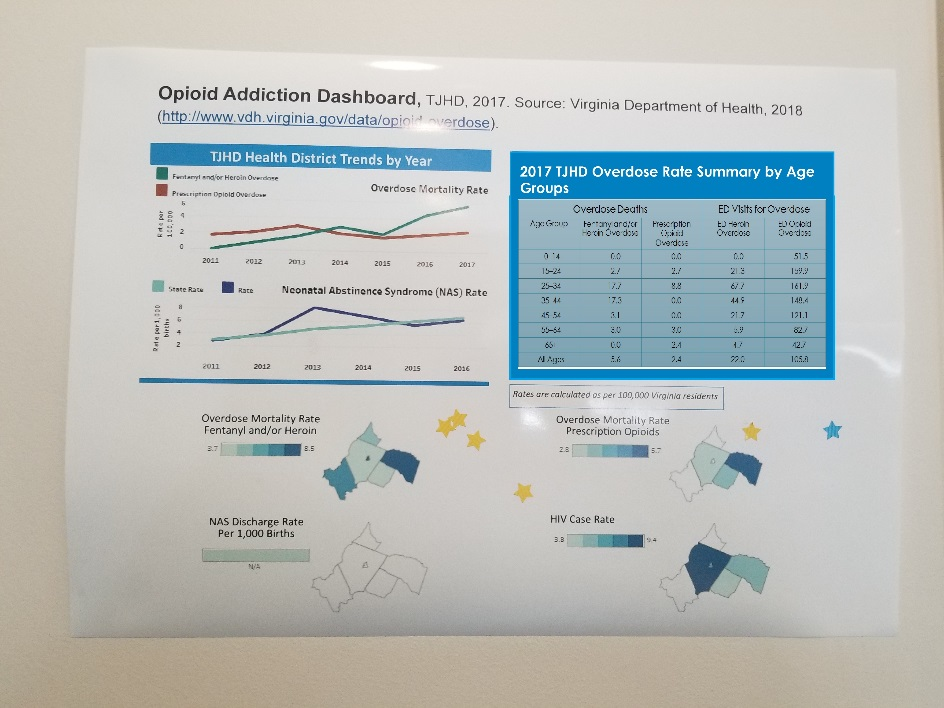 Opioid Addiction Dashboard, TJHD, 2017. Source: Virginia Department of Health, 2018
(http://www.vdh.virginia.gov/data/opioid-overdose).
TJHD Health District Trends by Year
Fentanyl and/or Heroin Overdose
Prescription Opioid Overdose
Overdose Mortality Rate
Rate per 100,000
6
4
2
0
2011 2012 2013 2014 2015 2016 2017
State Rate Rate Neonatal Abstinence Syndrome (NAS) Rate
Rate per 1,000 births
8
6
4
2
2011 2012 2013 2014 2015 2016
2017 TJHD Overdose Rate Summary by Age
Groups
Overdose Deaths ED Visits for Overdose
Age Group Fentanyl and/or Heroin Overdose Prescription Opioid Overdose ED Heroin Overdose ED Opioid Overdose
0-14 0.0 0.0 0.0 51.5
15-24 2.7 2.7 21.3 159.9
25-34 17.7 8.8 67.7 161.9
35-44 17.3 0.0 44.9 148.4
45-54 3.1 0.0 21.7 121.1
55-64 3.0 3.0 5.9 82.7
65+ 0.0 2.4 4.7 42.7
All Ages 5.6 2.4 22.0 105.8
Rates are calculated as per 100,000 Virginia residents
Overdose Mortality Rate
Fentanyl and/or Heroin
3.7 8.5
Overdose Mortality Rate
Prescription Opioids
2.8 5.7
NAS Discharge Rate
Per 1,000 Births
N/A
HIV Case Rate
3.8 9.4